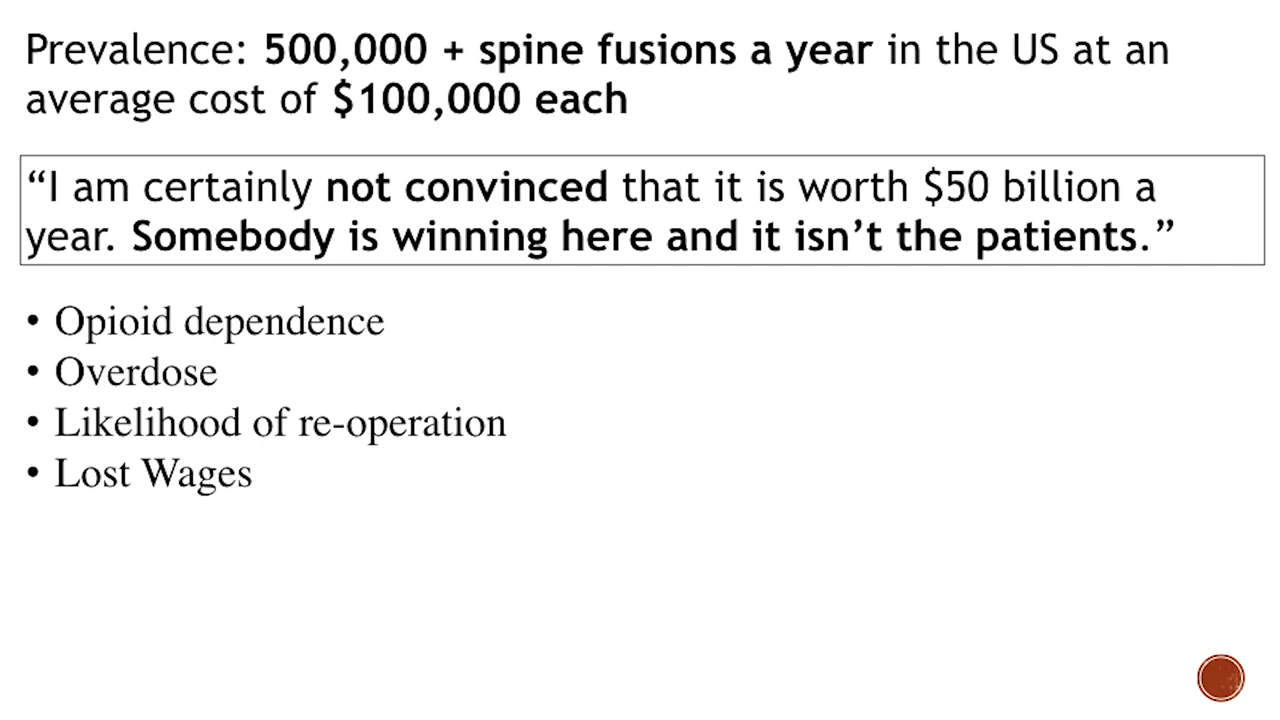 Prevalence: 500,000 + spine fusions a year in the US at an
average cost of $100,000 each
“I am certainly not convinced that it is worth $50 billion a
year. Somebody is winning here and it isn’t the patients.”
• Opioid dependence
• Overdose
• Likelihood of re-operation
• Lost Wages